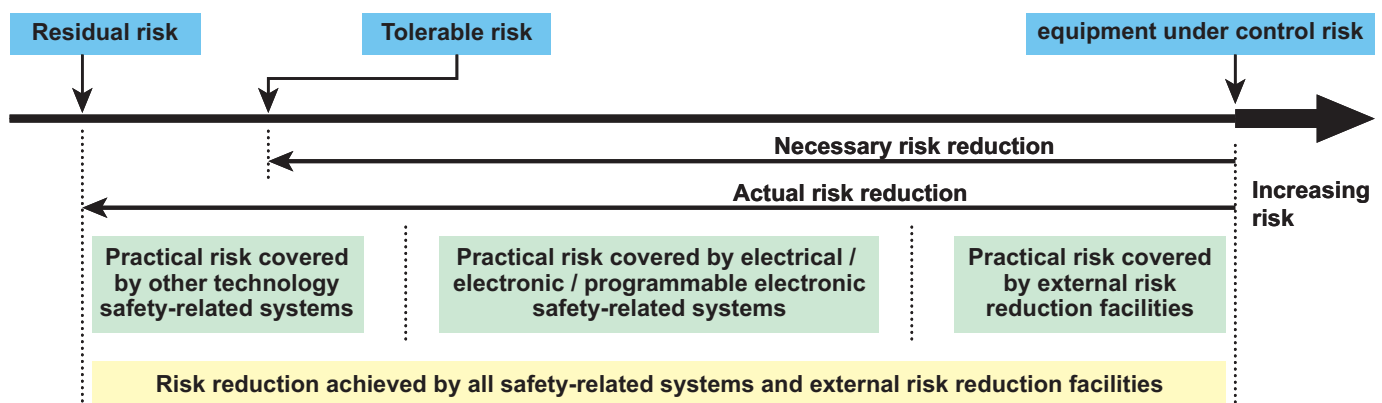 Residual risk
Tolerable risk
equipment under control risk
Necessary risk reduction
Actual risk reduction
Increasing
risk
Practical risk covered
by other technology
safety-related systems
Practical risk covered by electrical /
electronic / programmable electronic
safety-related systems
Practical risk covered
by external risk
reduction facilities
Risk reduction achieved by all safety-related systems and external risk reduction facilities